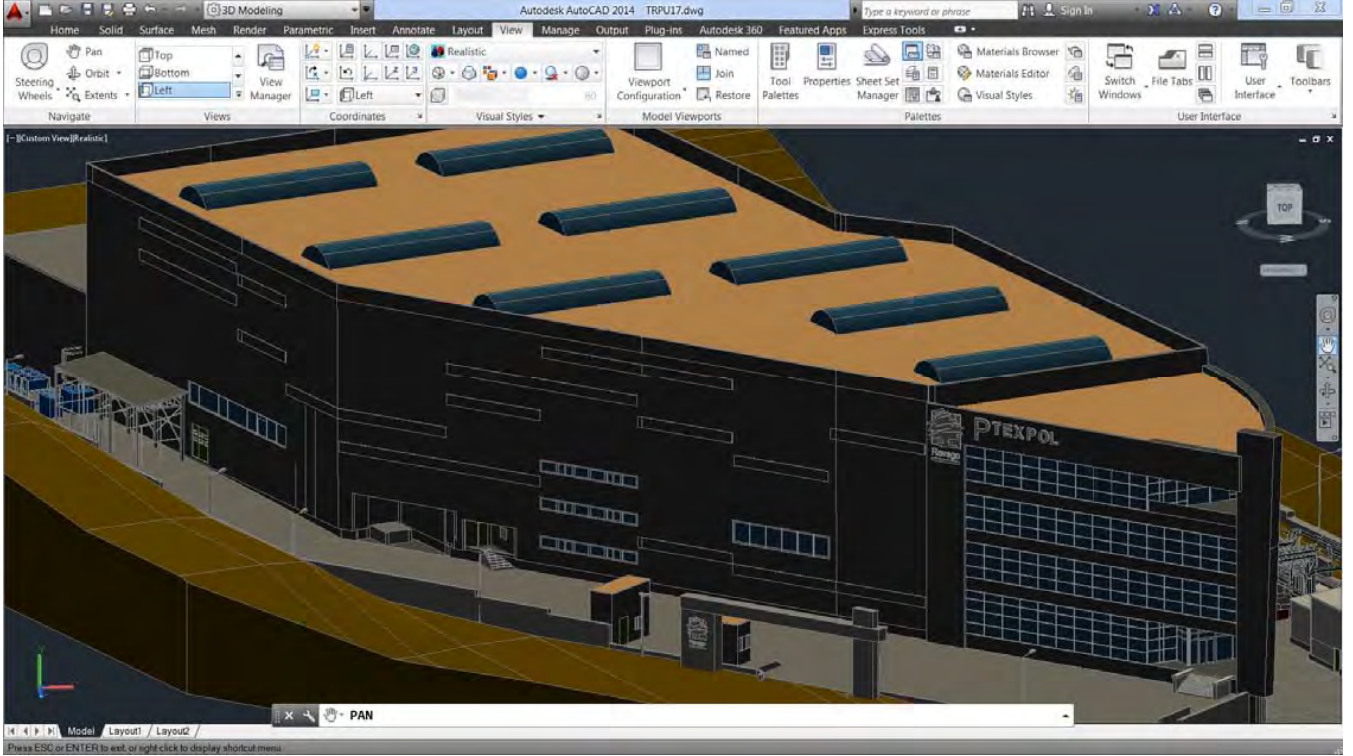 3D Modeling
Autodesk AutoCAD 2014 TRPU17.dwg
Type a keyword or phrase
Sign In
Home Solid Surface Mesh Render Parametric Insert Annotate Layout View Manage Output Plug-ins Autodesk 360 Featured Apps Express Tools
Steering Wheels
Pan
Orbit
Extents
Top
Bottom
Left
View Manager
Left
Realistic
60
Viewport Configuration
Named
Join
Restore
Tool Palettes
Properties
Sheet Set Manager
Materials Browser
Materials Editor
Visual Styles
Switch Windows
File Tabs
User Interface
Toolbars
Navigate Views Coordinates Visual Styles Model Viewports Palettes User Interface
[−][Custom View][Realistic]
TOP
PTEXPOL
Ravago
PAN
Model Layout1 Layout2
Press ESC or ENTER to exit, or right-click to display shortcut menu.